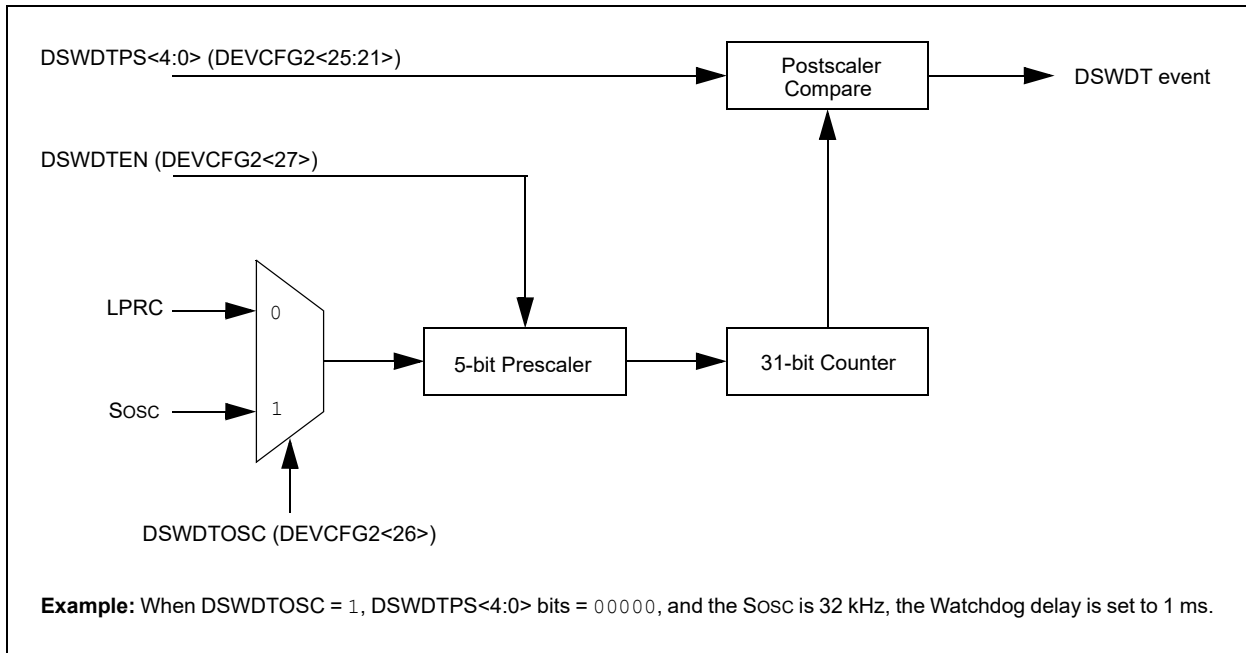 DSWDTPS<4:0> (DEVCFG2<25:21>)
Postscaler
Compare
DSWDT event
DSWDTEN (DEVCFG2<27>)
LPRC
0
5-bit Prescaler
31-bit Counter
SOSC
1
DSWDTOSC (DEVCFG2<26>)
Example: When DSWDTOSC = 1, DSWDTPS<4:0> bits = 00000, and the SOSC is 32 kHz, the Watchdog delay is set to 1 ms.